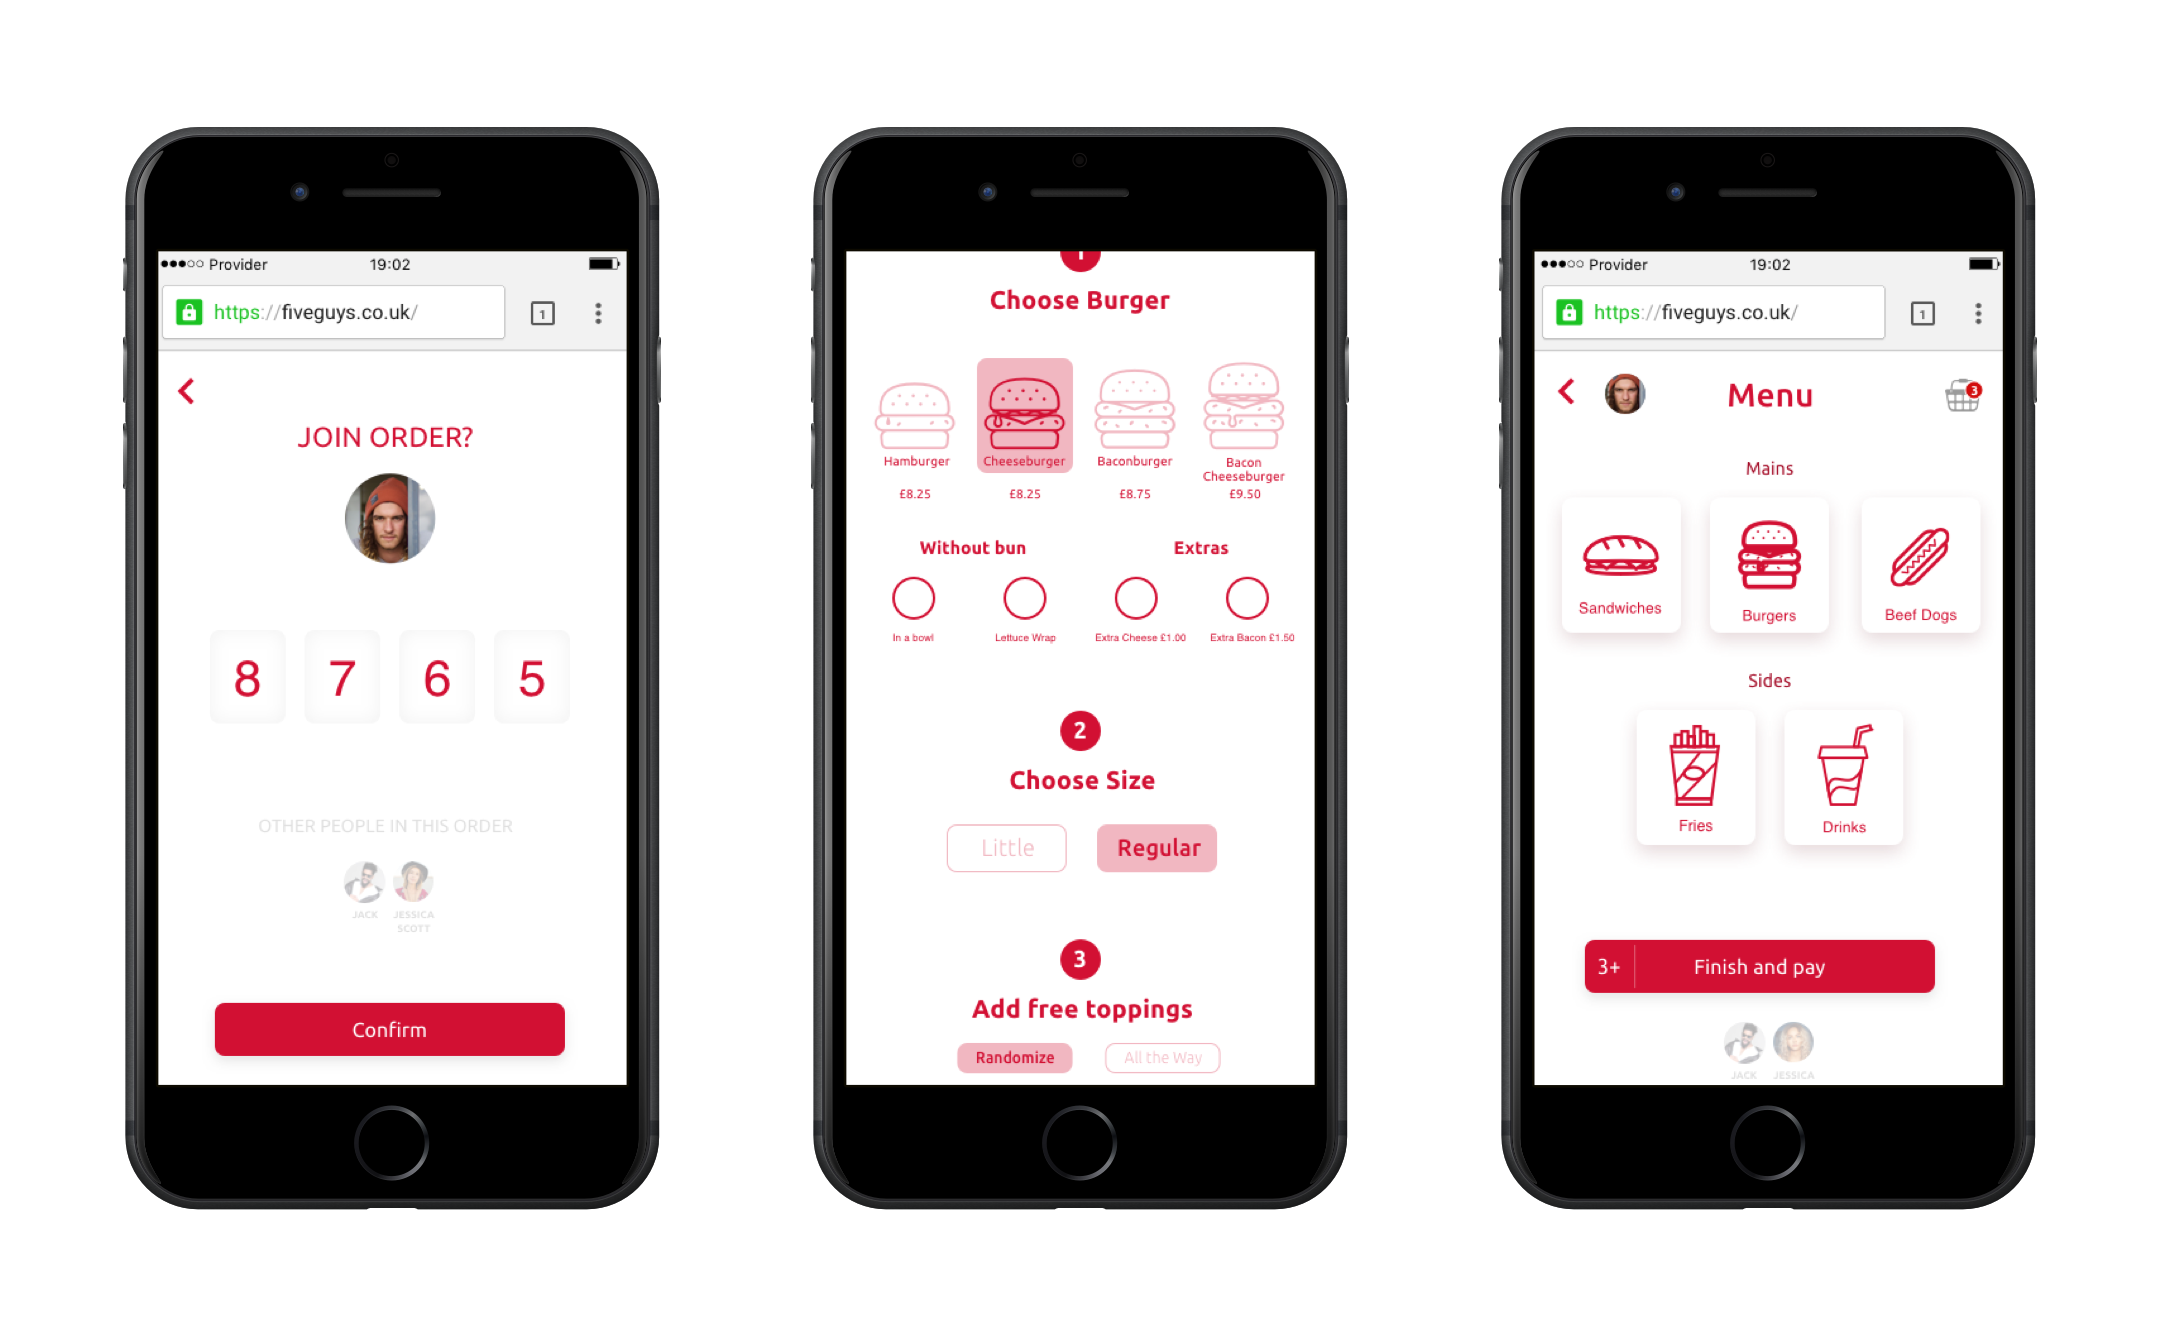 Provider
19:02
https://fiveguys.co.uk/
1
JOIN ORDER?
8 7 6 5
OTHER PEOPLE IN THIS ORDER
JACK
JESSICA
SCOTT
Confirm
1
Choose Burger
Hamburger
£8.25
Cheeseburger
£8.25
Baconburger
£8.75
Bacon
Cheeseburger
£9.50
Without bun
In a bowl
Lettuce Wrap
Extras
Extra Cheese £1.00
Extra Bacon £1.50
2
Choose Size
Little
Regular
3
Add free toppings
Randomize
All the Way
Provider
19:02
https://fiveguys.co.uk/
1
Menu
3
Mains
Sandwiches
Burgers
Beef Dogs
Sides
Fries
Drinks
3+
Finish and pay
JACK
JESSICA